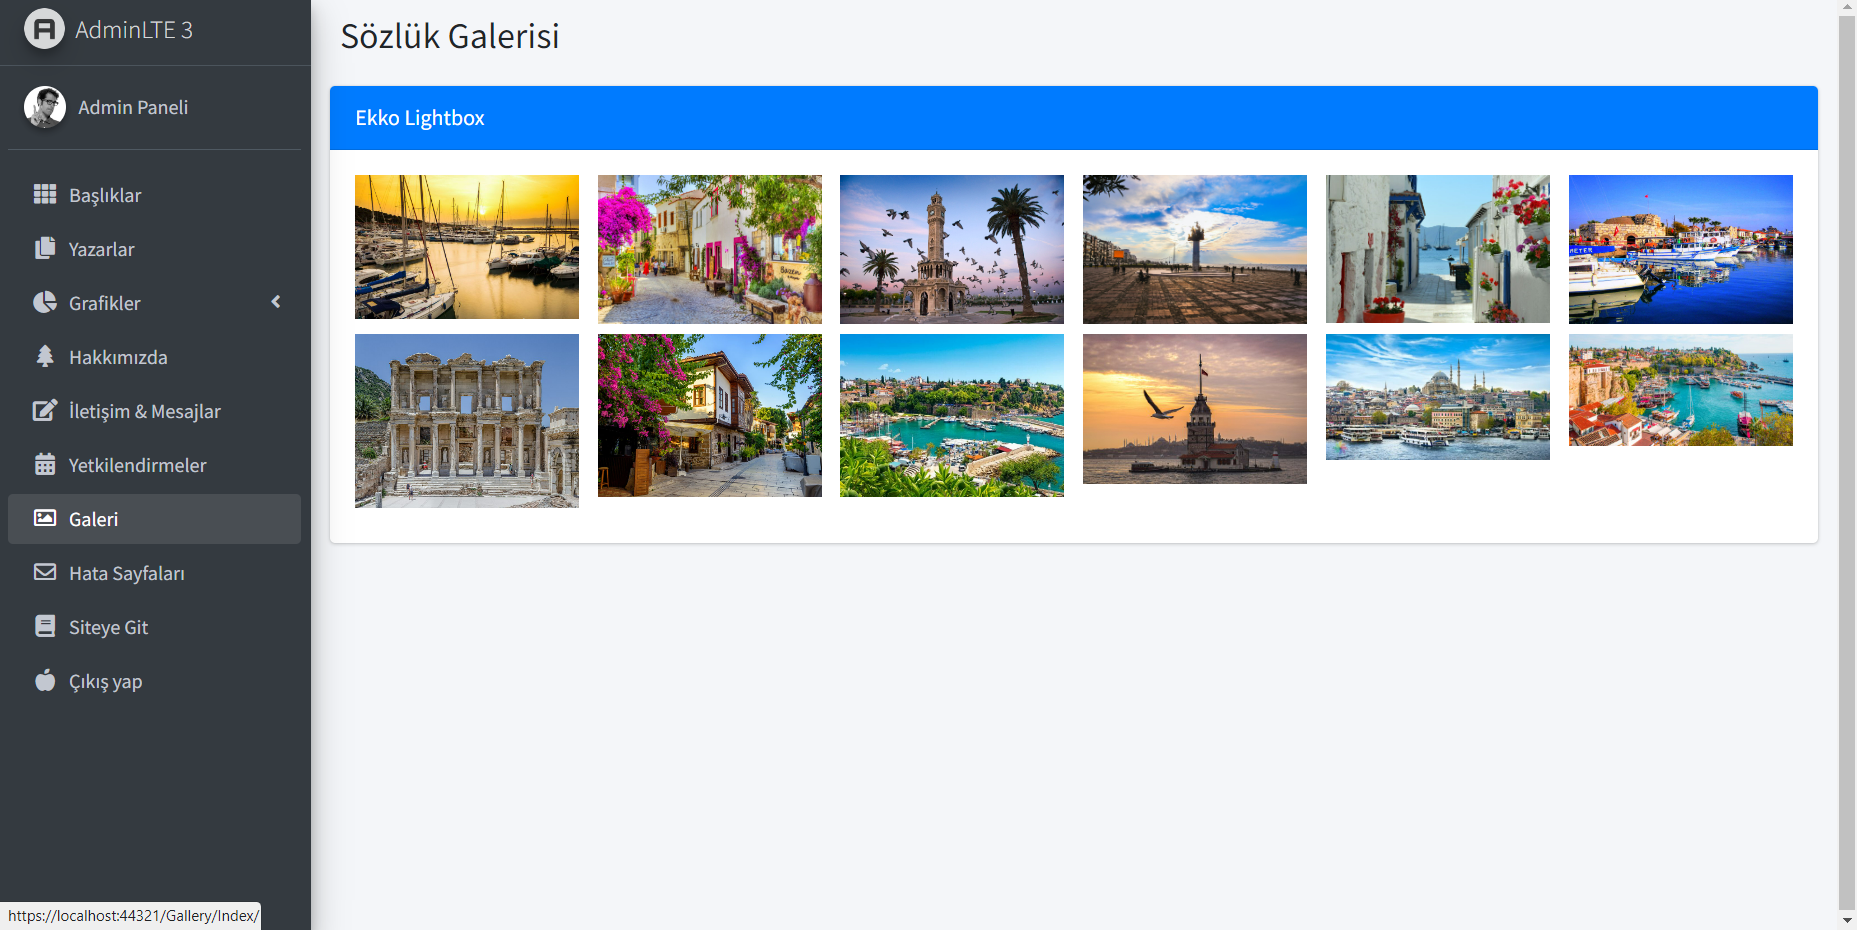 AdminLTE 3
Admin Paneli
Başlıklar
Yazarlar
Grafikler
Hakkımızda
İletişim & Mesajlar
Yetkilendirmeler
Galeri
Hata Sayfaları
Siteye Git
Çıkış yap
https://localhost:44321/Gallery/Index/
Sözlük Galerisi
Ekko Lightbox